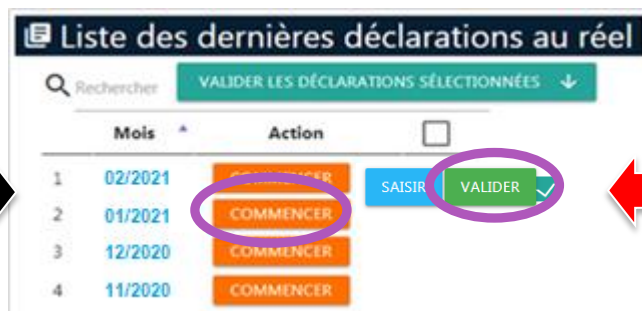 Liste des dernières déclarations au réel
Rechercher VALIDER LES DÉCLARATIONS SÉLECTIONNÉES
Mois Action
1 02/2021 COMMENCER SAISIR VALIDER
2 01/2021 COMMENCER
3 12/2020 COMMENCER
4 11/2020 COMMENCER